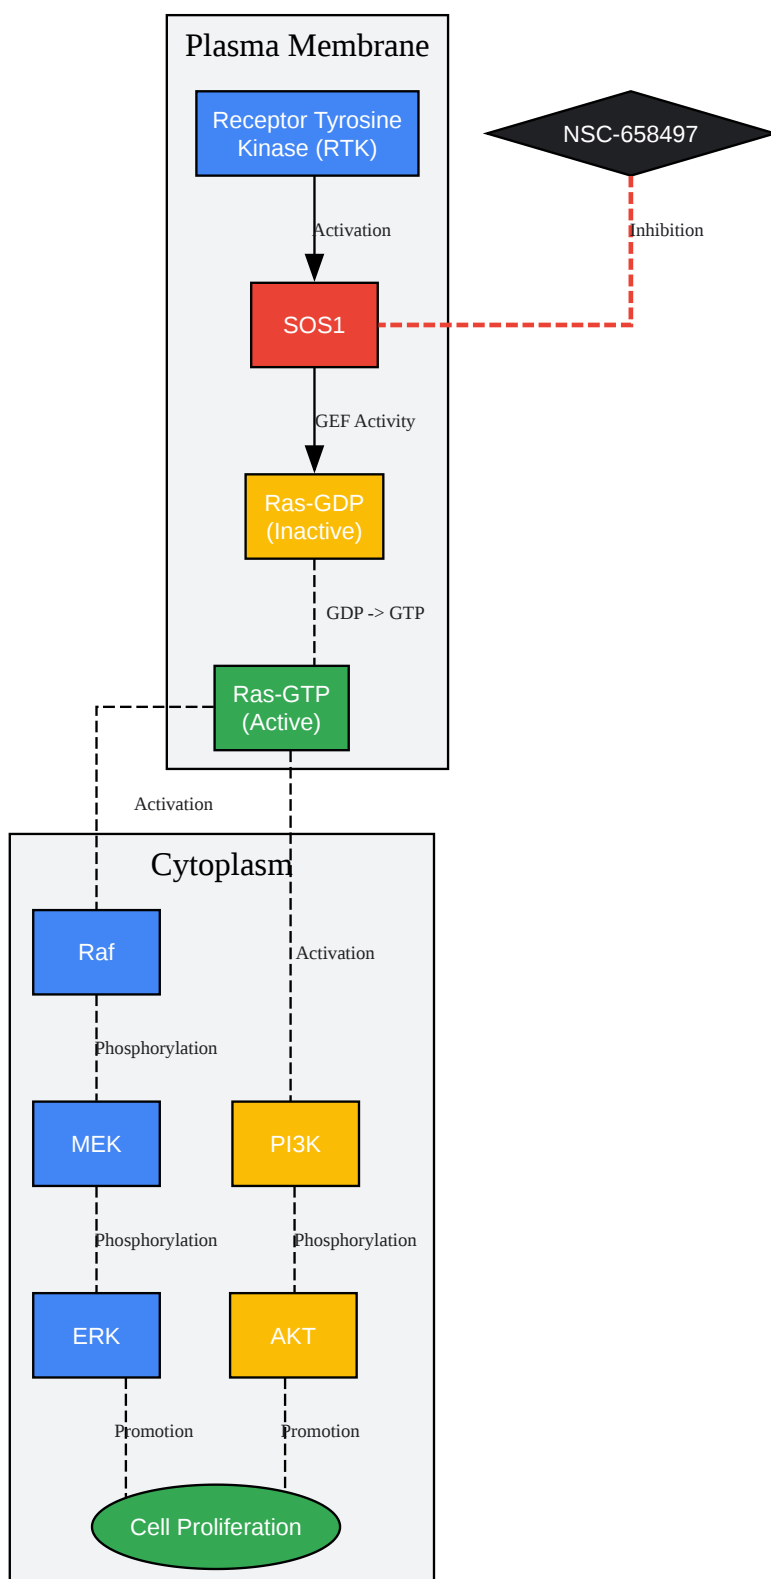 Plasma Membrane
Receptor Tyrosine
Kinase (RTK)
NSC-658497
Activation
Inhibition
SOS1
GEF Activity
Ras-GDP
(Inactive)
GDP -> GTP
Ras-GTP
(Active)
Activation
Cytoplasm
Raf
Activation
Phosphorylation
MEK
PI3K
Phosphorylation
Phosphorylation
ERK
AKT
Promotion
Promotion
Cell Proliferation